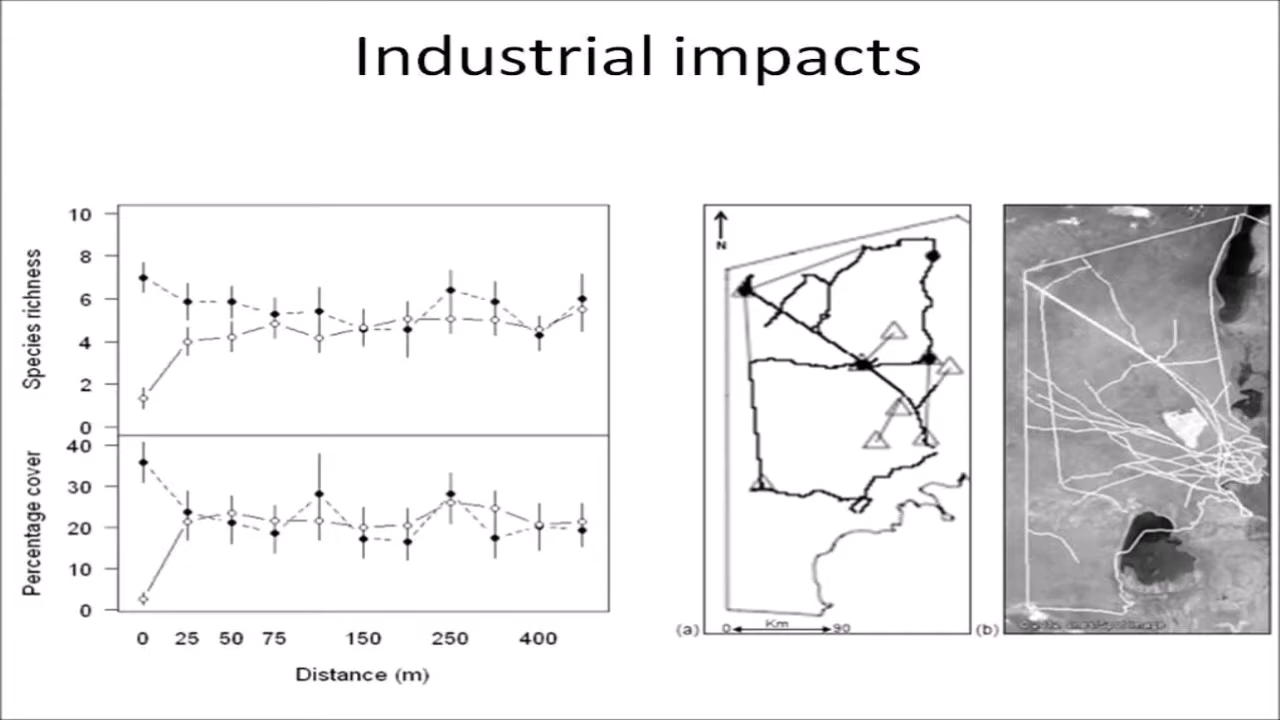 Industrial impacts
Species richness
10
8
6
4
2
0
Percentage cover
40
30
20
10
0
0 25 50 75 150 250 400
Distance (m)
N
(a)
0 Km 90
(b)